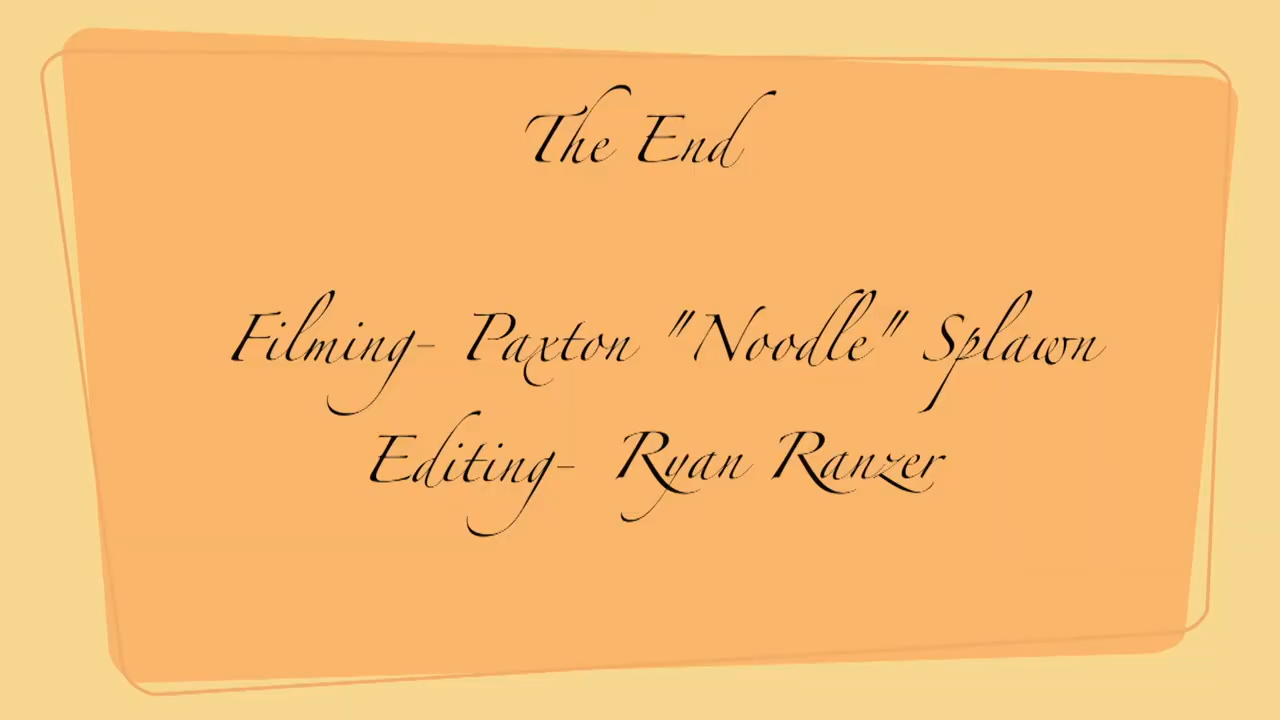 The End
Filming- Paxton "Noodle" Splawn
Editing- Ryan Ranzer